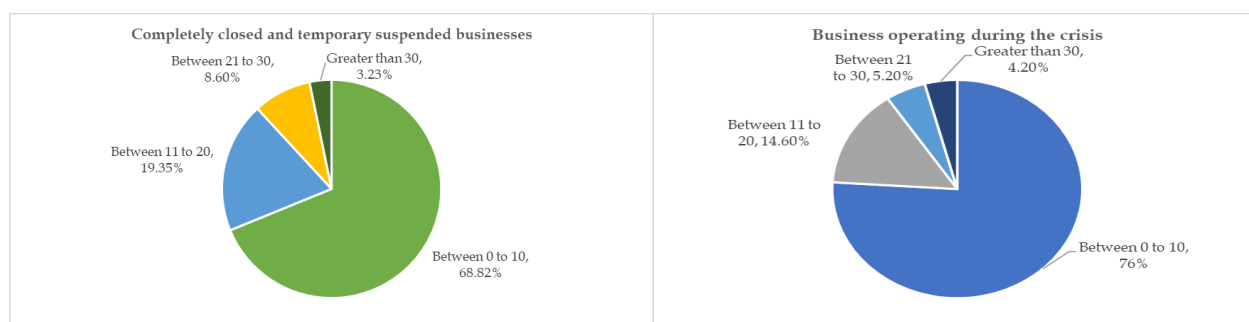 Completely closed and temporary suspended businesses
Greater than 30,
3.23%
Between 21 to 30,
8.60%
Between 11 to 20,
19.35%
Between 0 to 10,
68.82%
Business operating during the crisis
Greater than 30,
4.20%
Between 21
to 30, 5.20%
Between 11 to
20, 14.60%
Between 0 to 10,
76%